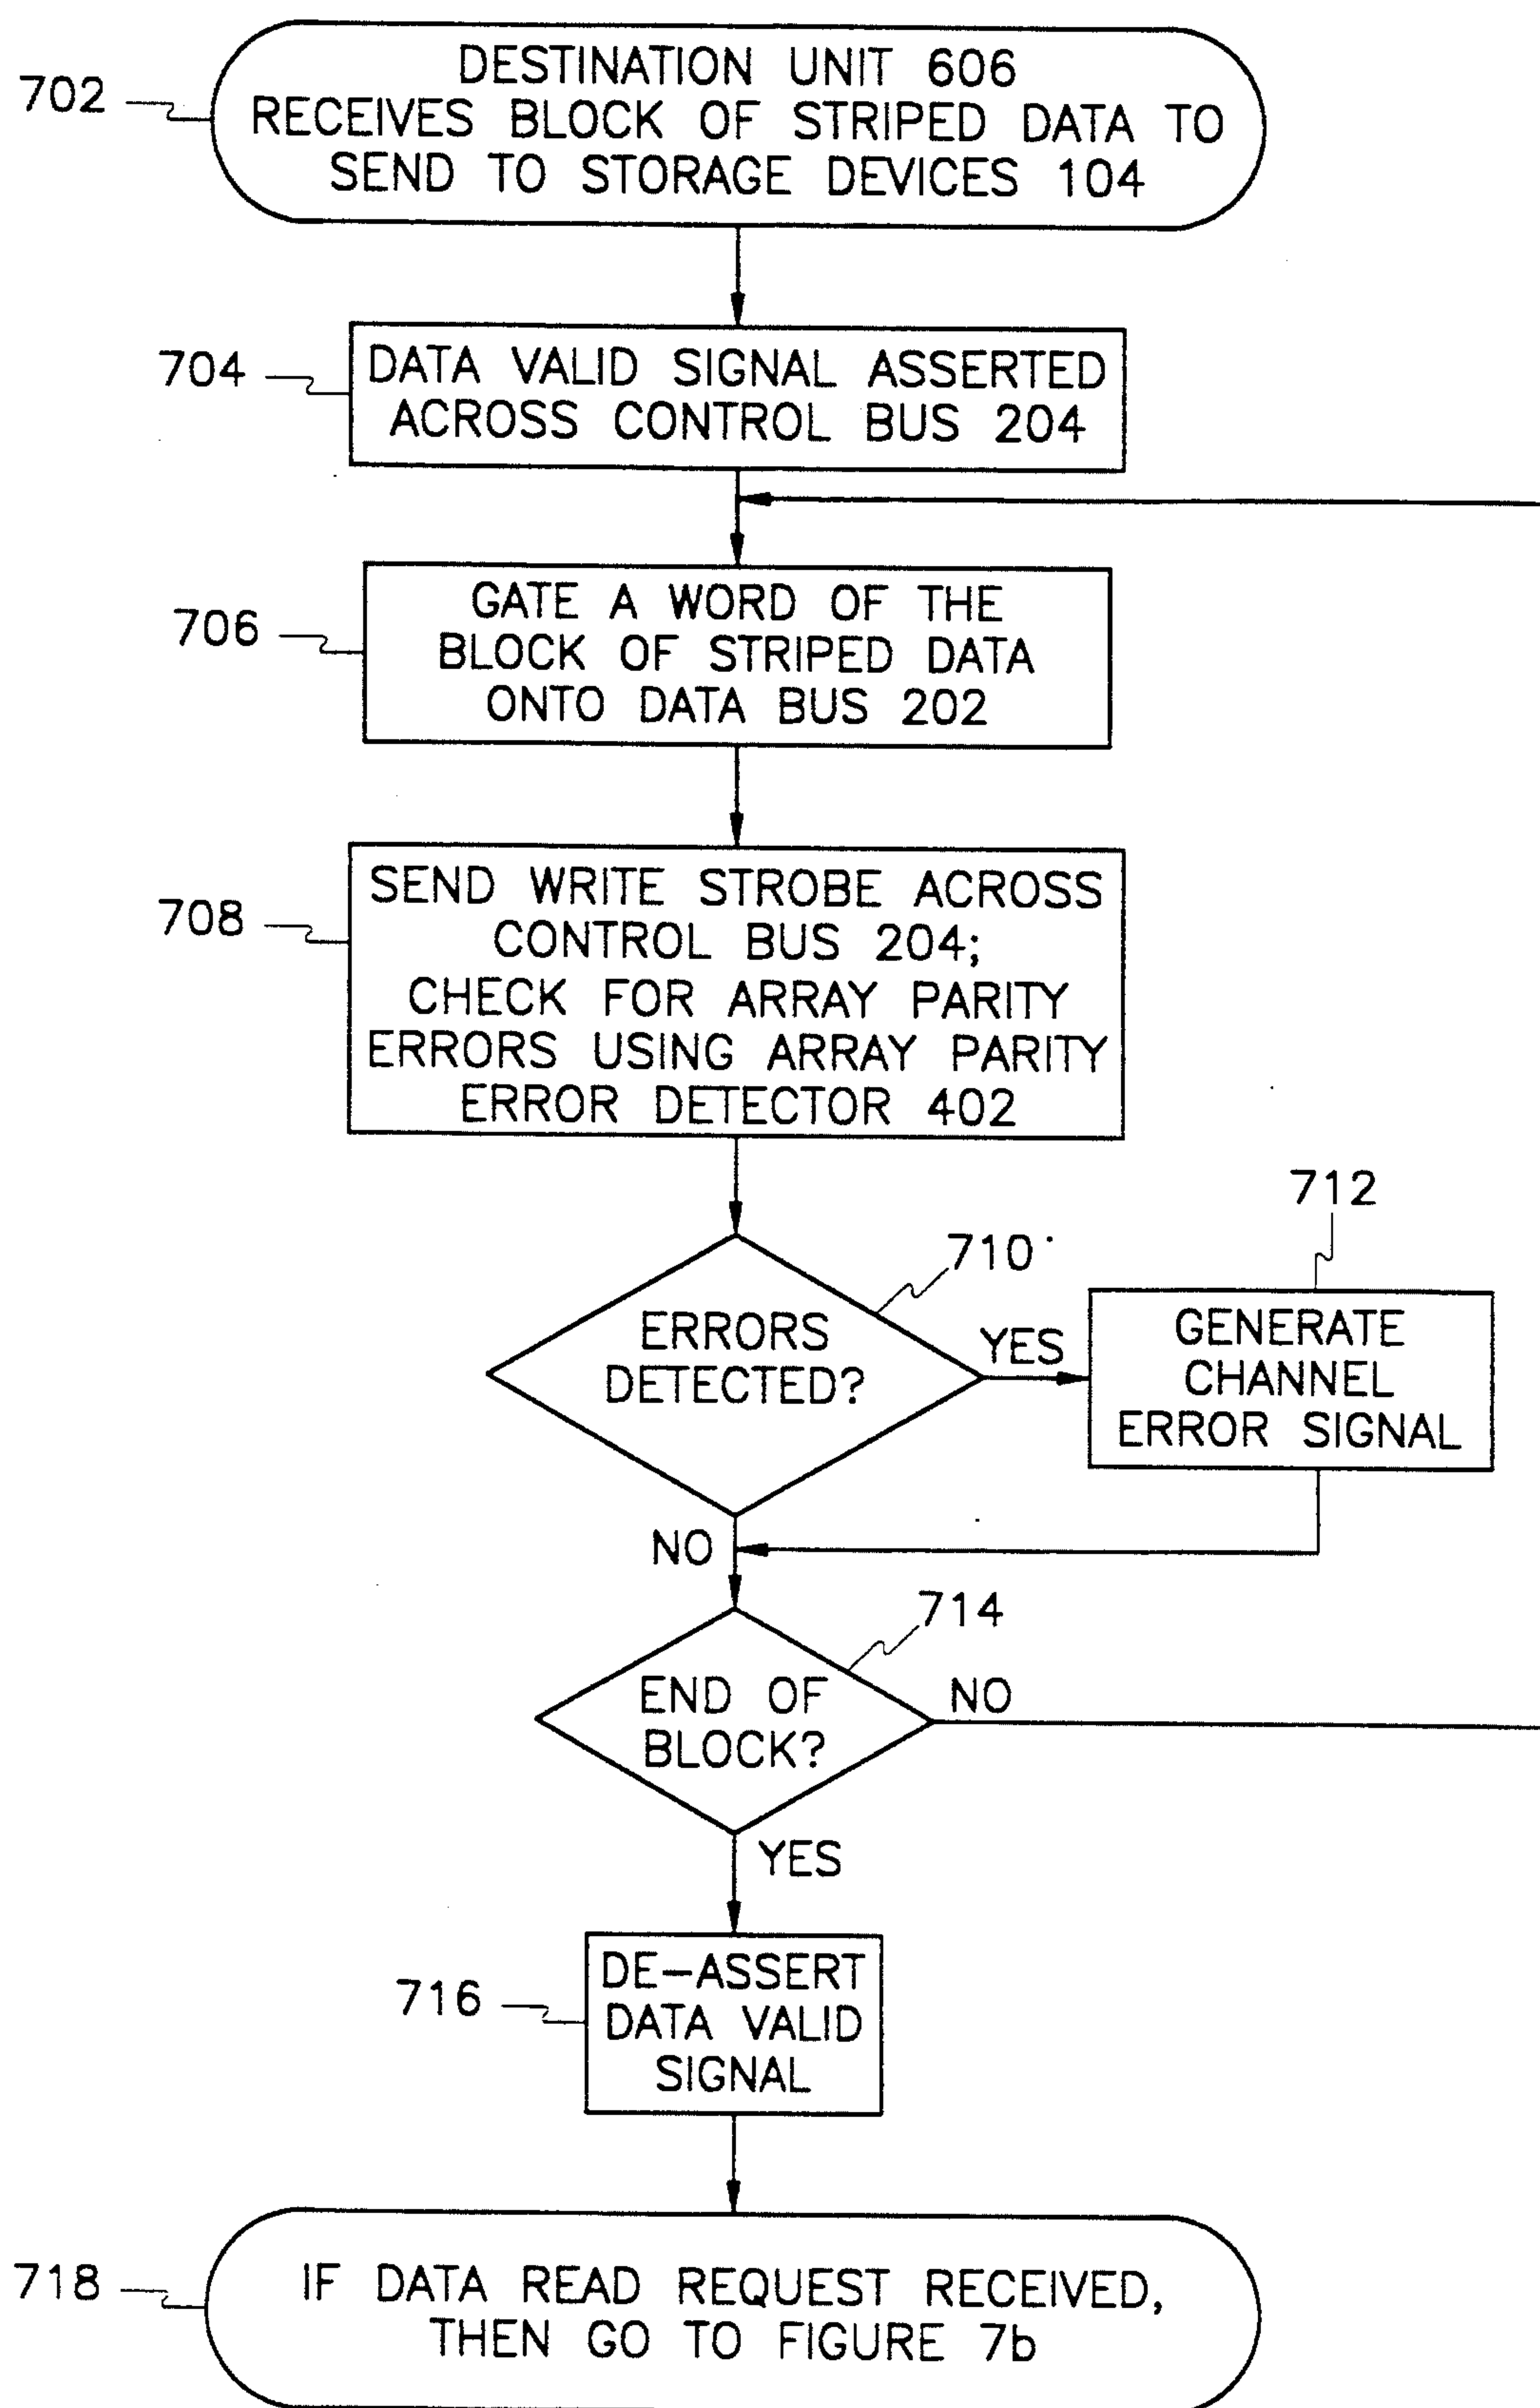 702
DESTINATION UNIT 606
RECEIVES BLOCK OF STRIPED DATA TO
SEND TO STORAGE DEVICES 104
704
DATA VALID SIGNAL ASSERTED
ACROSS CONTROL BUS 204
706
GATE A WORD OF THE
BLOCK OF STRIPED DATA
ONTO DATA BUS 202
708
SEND WRITE STROBE ACROSS
CONTROL BUS 204;
CHECK FOR ARRAY PARITY
ERRORS USING ARRAY PARITY
ERROR DETECTOR 402
710
ERRORS
DETECTED?
YES
712
GENERATE
CHANNEL
ERROR SIGNAL
NO
714
END OF
BLOCK?
NO
YES
716
DE-ASSERT
DATA VALID
SIGNAL
718
IF DATA READ REQUEST RECEIVED,
THEN GO TO FIGURE 7b